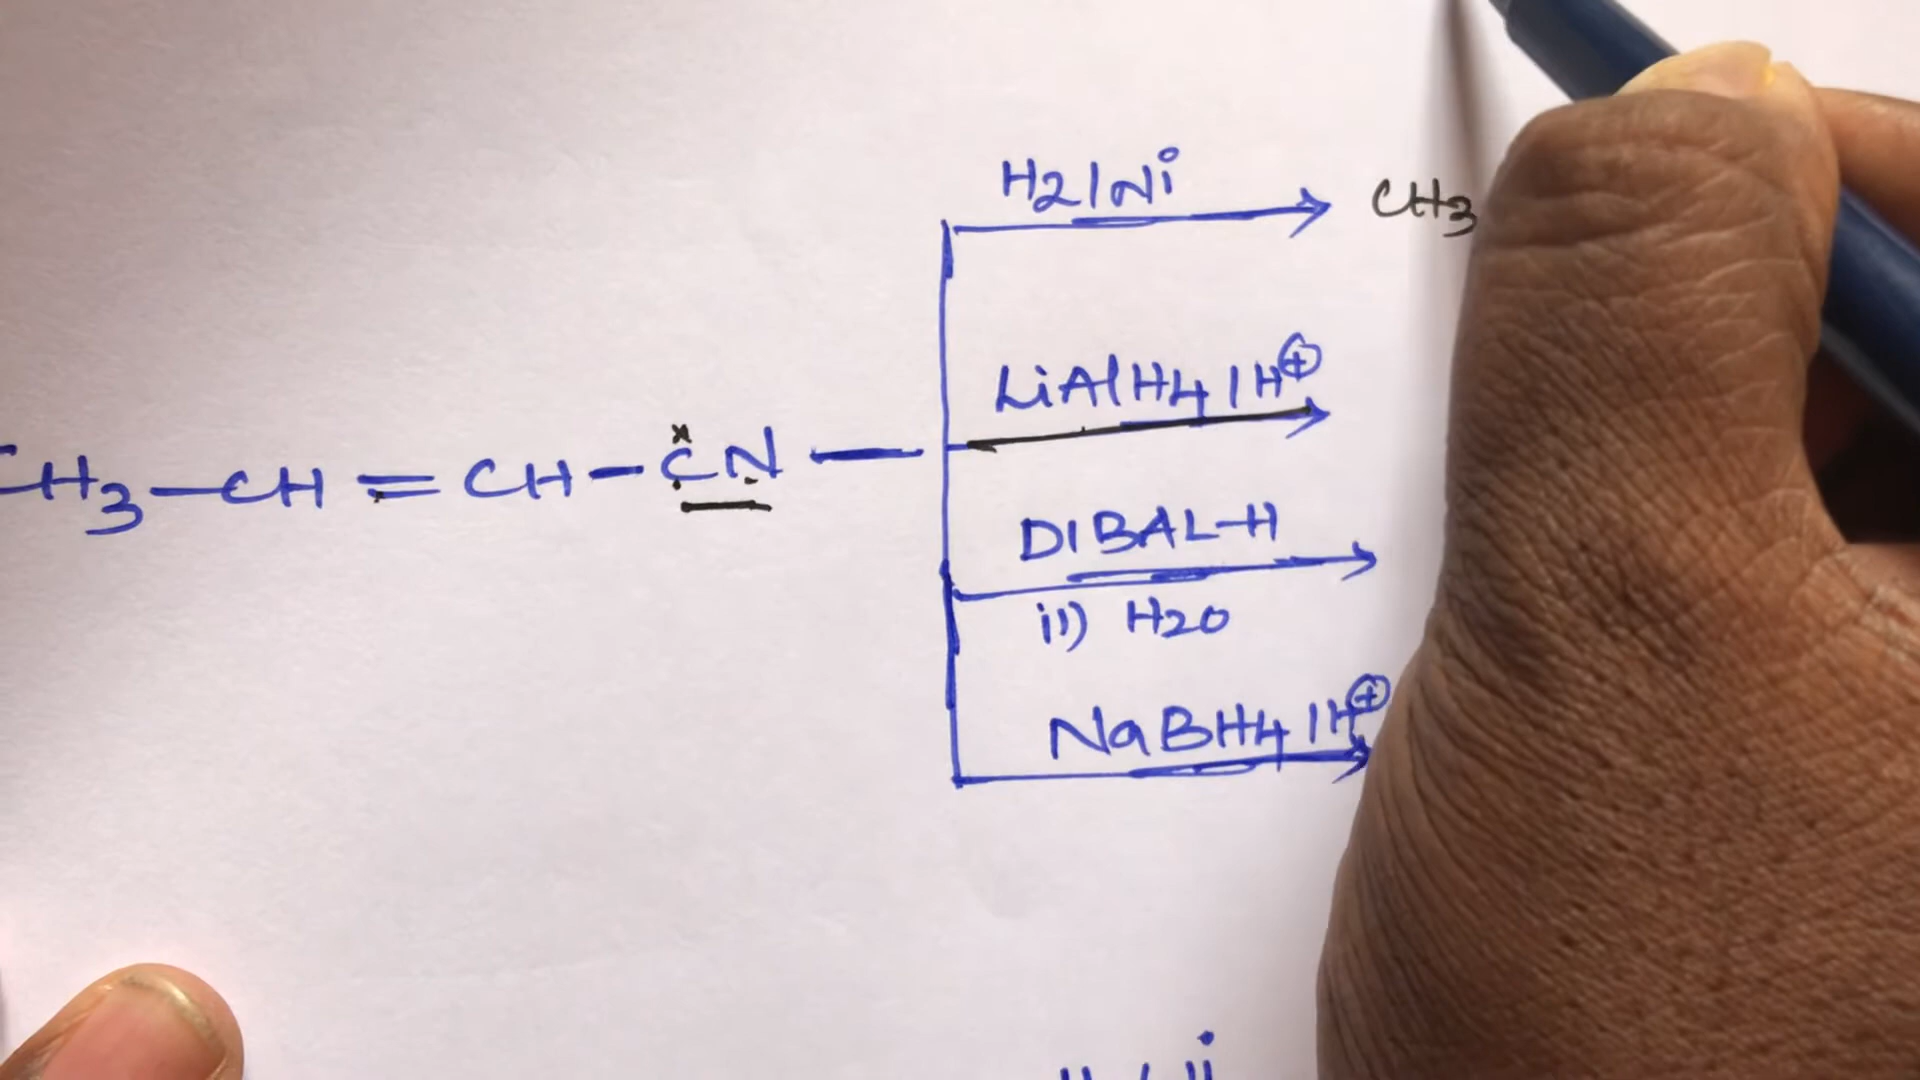 H2/Ni CH3
LiAlH4/H⊕
CH3-CH=CH-CN
DIBAL-H
ii) H2O
NaBH4/H⊕